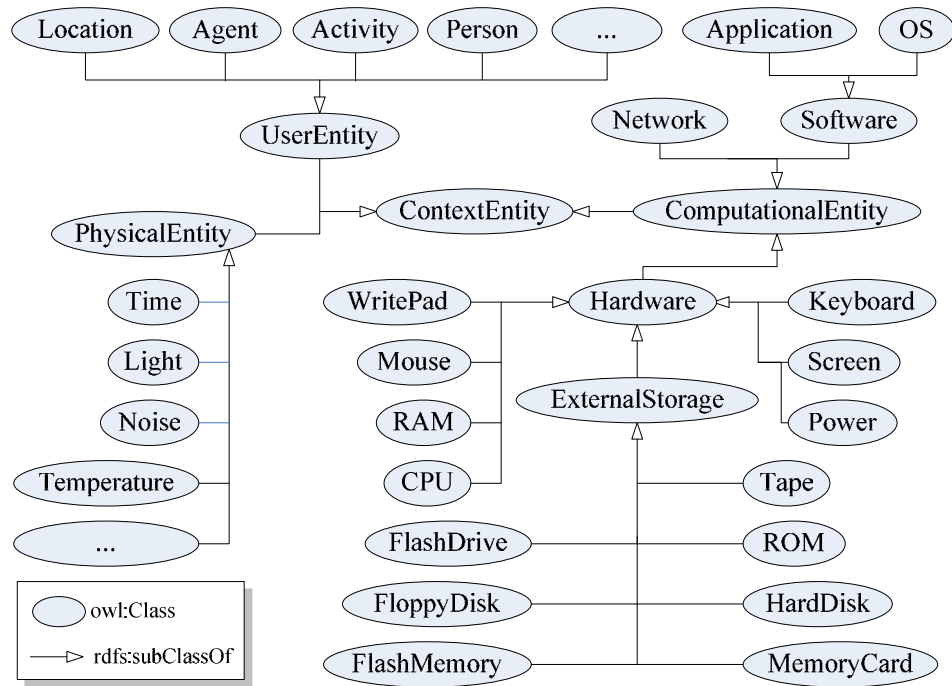 Location Agent Activity Person ... Application OS
UserEntity Network Software
PhysicalEntity ContextEntity ComputationalEntity
Time WritePad Hardware Keyboard
Light Mouse Screen
ExternalStorage
Noise RAM Power
Temperature CPU Tape
... FlashDrive ROM
owl:Class FloppyDisk HardDisk
rdfs:subClassOf FlashMemory MemoryCard